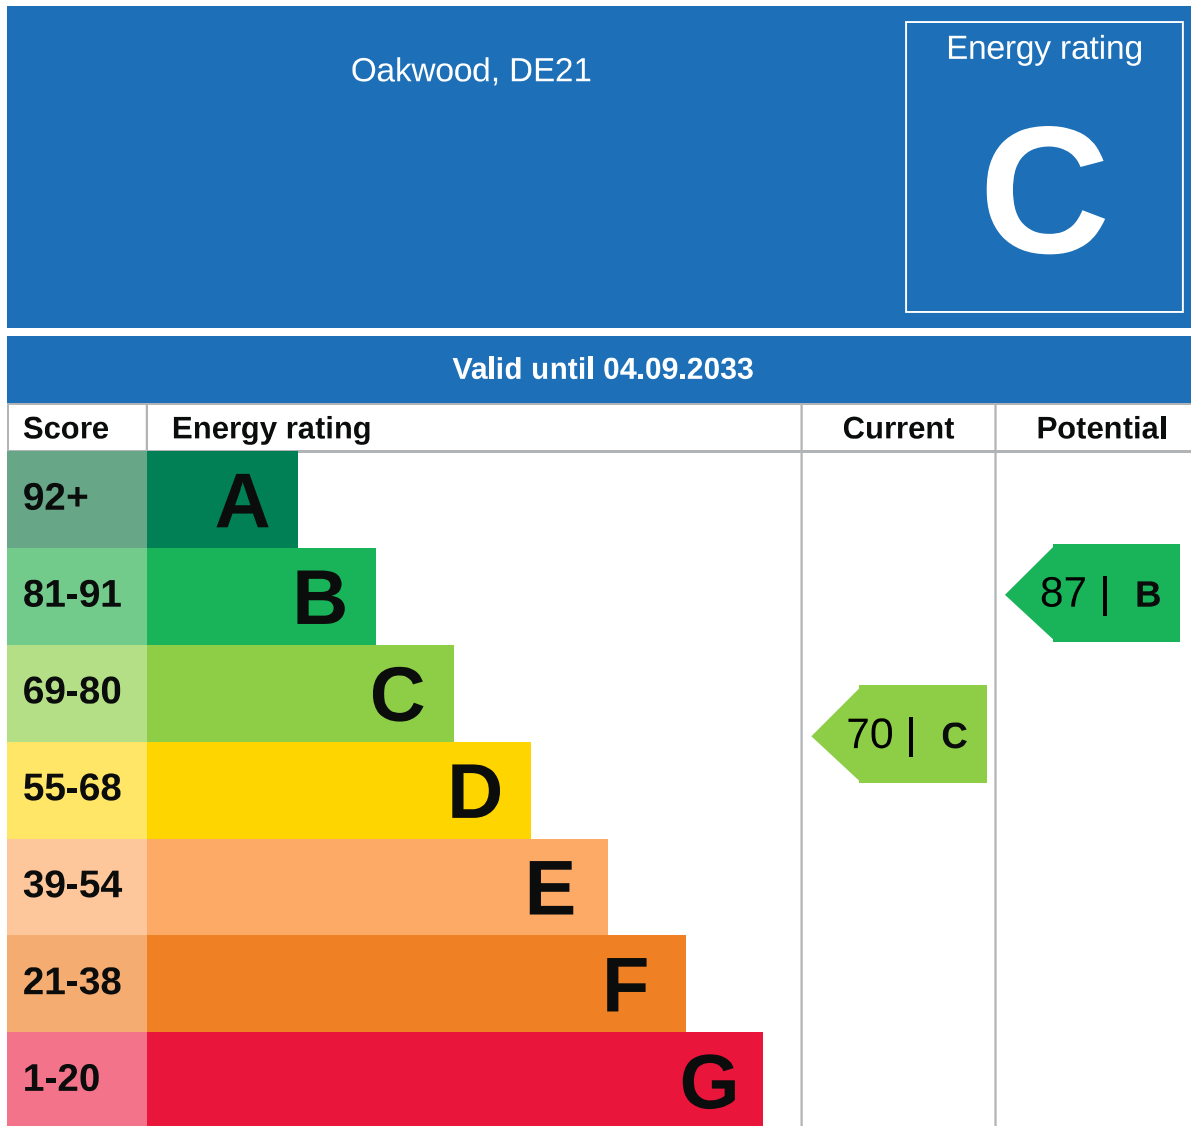 Oakwood, DE21
Energy rating
C
Valid until 04.09.2033
Score Energy rating Current Potential
92+ A
81-91 B
87 | B
69-80 C
70 | C
55-68 D
39-54 E
21-38 F
1-20 G